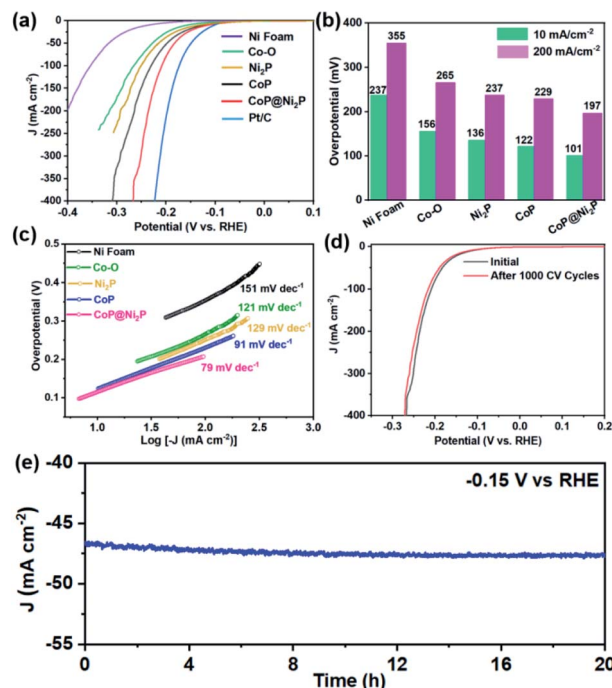 (a)
0
-50
-100
-150
-200
-250
-300
-350
-400
J (mA cm⁻²)
Ni Foam
Co-O
Ni₂P
CoP
CoP@Ni₂P
Pt/C
-0.4 -0.3 -0.2 -0.1 0.0 0.1
Potential (V vs. RHE)
(b)
400
300
200
100
0
Overpotential (mV)
10 mA/cm⁻²
200 mA/cm⁻²
237 355
156 265
136 237
122 229
101 197
Ni Foam Co-O Ni₂P CoP CoP@Ni₂P
(c)
0.5
0.4
0.3
0.2
0.1
Overpotential (V)
Ni Foam
Co-O
Ni₂P
CoP
CoP@Ni₂P
151 mV dec⁻¹
121 mV dec⁻¹
129 mV dec⁻¹
91 mV dec⁻¹
79 mV dec⁻¹
1.0 1.5 2.0 2.5 3.0
Log [-J (mA cm⁻²)]
(d)
0
-100
-200
-300
-400
J (mA cm⁻²)
Initial
After 1000 CV Cycles
-0.3 -0.2 -0.1 0.0 0.1 0.2
Potential (V vs. RHE)
(e)
-40
-45
-50
-55
J (mA cm⁻²)
-0.15 V vs RHE
0 4 8 12 16 20
Time (h)